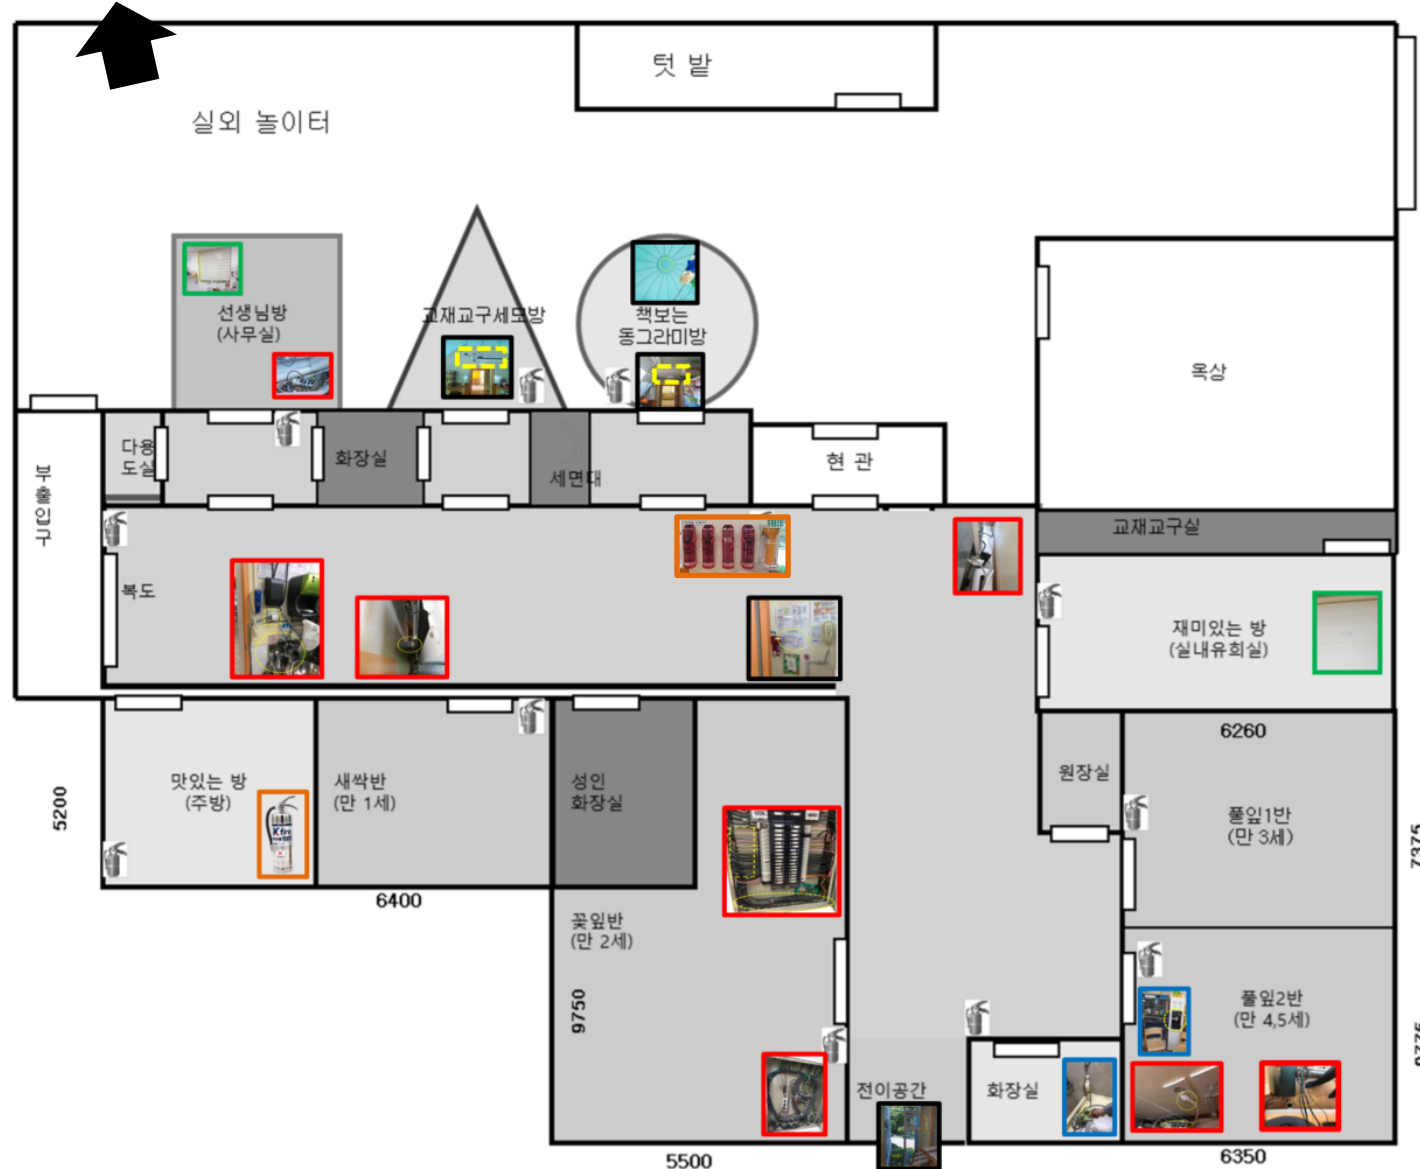 텃 밭
실외 놀이터
선생님방
(사무실)
교재교구세모방
책보는
동그라미방
옥상
다용
도실
화장실
세면대
현 관
부
출
입
구
교재교구실
복도
재미있는 방
(실내유희실)
6260
맛있는 방
(주방)
새싹반
(만 1세)
성인
화장실
원장실
풀잎1반
(만 3세)
5200
7375
6400
꽃잎반
(만 2세)
9750
풀잎2반
(만 4,5세)
전이공간
화장실
5500
6350